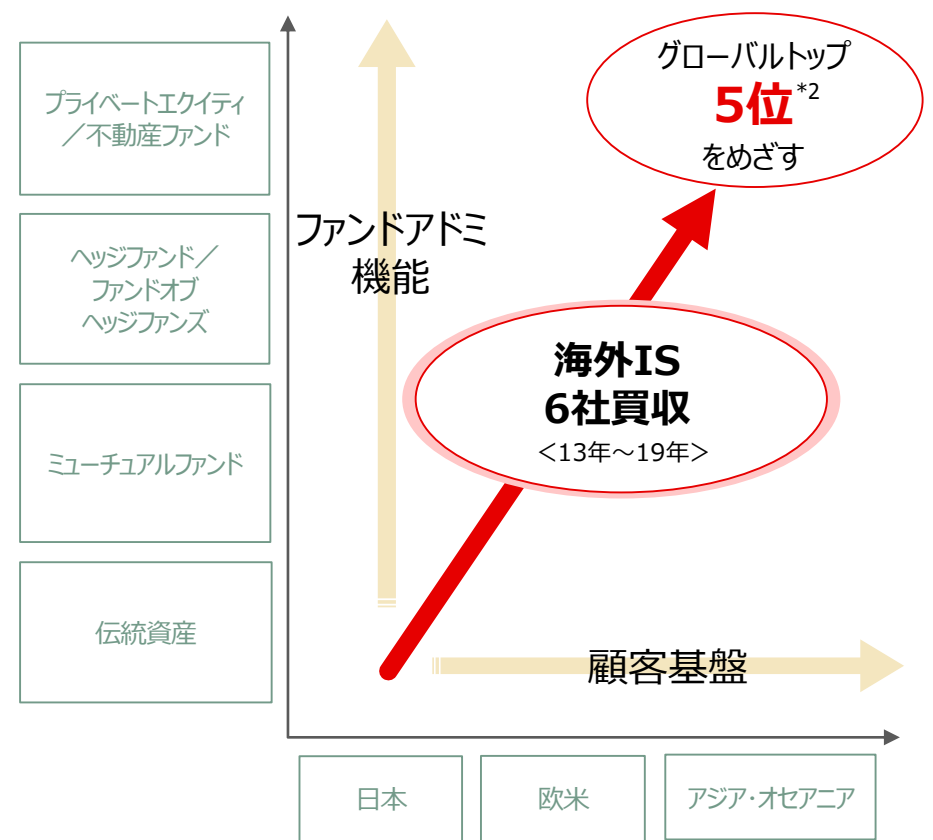 プライベートエクイティ
／不動産ファンド
ヘッジファンド／
ファンドオブ
ヘッジファンズ
ミューチュアルファンド
伝統資産
ファンドアドミ
機能
グローバルトップ
5位*2
をめざす
海外IS
6社買収
＜13年～19年＞
顧客基盤
日本
欧米
アジア・オセアニア